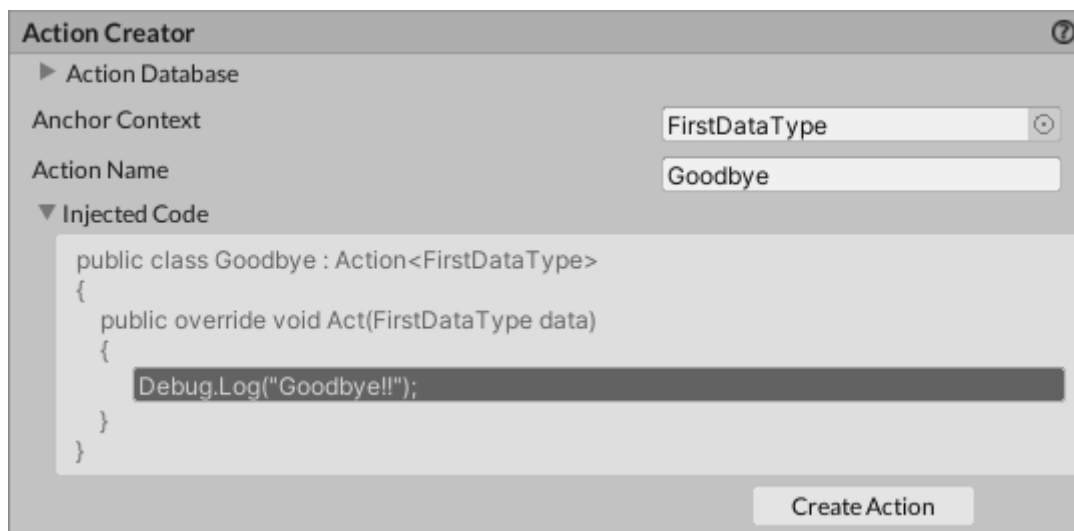 Action Creator
Action Database
Anchor Context FirstDataType
Action Name Goodbye
Injected Code
public class Goodbye : Action<FirstDataType>
{
public override void Act(FirstDataType data)
{
Debug.Log("Goodbye!!");
}
}
Create Action